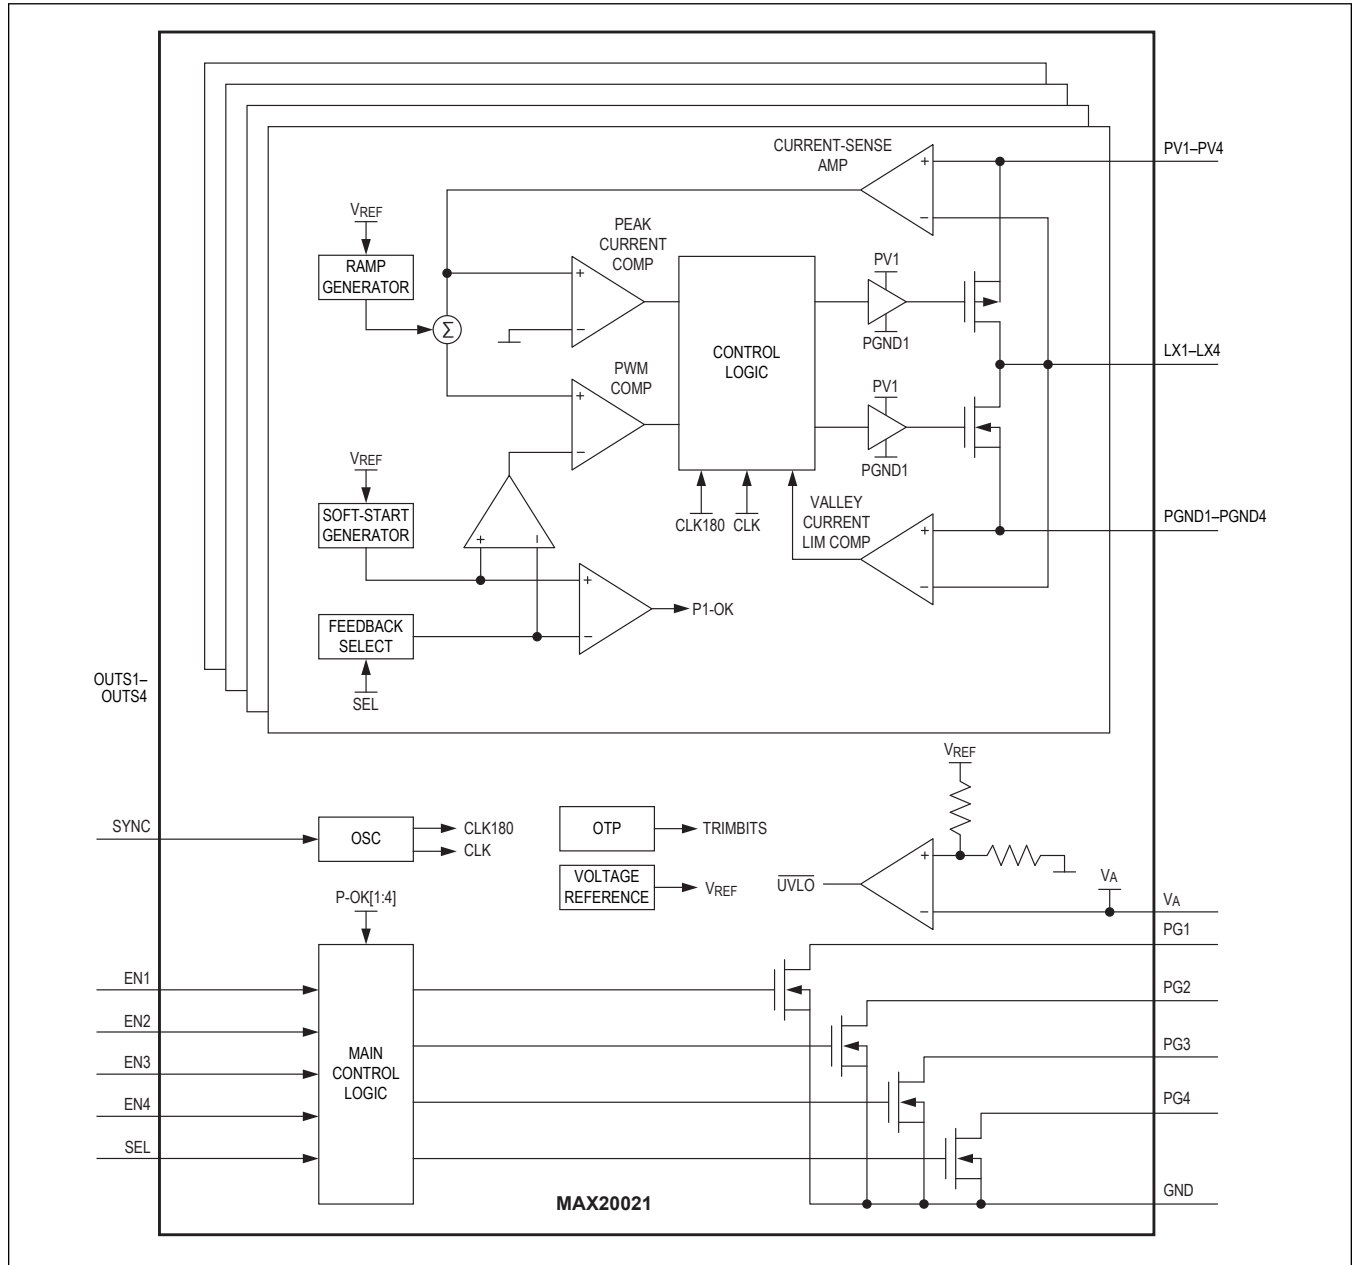 CURRENT-SENSE
AMP
+
−
PV1–PV4
VREF
RAMP
GENERATOR
Σ
PEAK
CURRENT
COMP
+
−
CONTROL
LOGIC
PV1
PGND1
LX1–LX4
PWM
COMP
+
−
PV1
PGND1
VREF
SOFT-START
GENERATOR
+
−
CLK180
CLK
VALLEY
CURRENT
LIM COMP
+
−
PGND1–PGND4
FEEDBACK
SELECT
SEL
+
−
P1-OK
OUTS1–
OUTS4
SYNC
OSC
CLK180
CLK
OTP
TRIMBITS
VOLTAGE
REFERENCE
VREF
VREF
+
−
UVLO
VA
VA
P-OK[1:4]
EN1
EN2
EN3
EN4
SEL
MAIN
CONTROL
LOGIC
PG1
PG2
PG3
PG4
GND
MAX20021